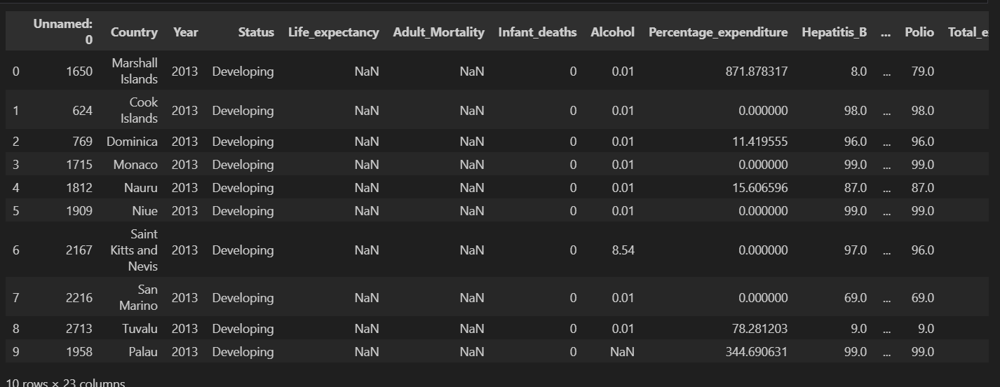 Unnamed: 0 Country Year Status Life_expectancy Adult_Mortality Infant_deaths Alcohol Percentage_expenditure Hepatitis_B ... Polio Total_e
0 1650 Marshall Islands 2013 Developing NaN NaN 0 0.01 871.878317 8.0 ... 79.0
1 624 Cook Islands 2013 Developing NaN NaN 0 0.01 0.000000 98.0 ... 98.0
2 769 Dominica 2013 Developing NaN NaN 0 0.01 11.419555 96.0 ... 96.0
3 1715 Monaco 2013 Developing NaN NaN 0 0.01 0.000000 99.0 ... 99.0
4 1812 Nauru 2013 Developing NaN NaN 0 0.01 15.606596 87.0 ... 87.0
5 1909 Niue 2013 Developing NaN NaN 0 0.01 0.000000 99.0 ... 99.0
6 2167 Saint Kitts and Nevis 2013 Developing NaN NaN 0 8.54 0.000000 97.0 ... 96.0
7 2216 San Marino 2013 Developing NaN NaN 0 0.01 0.000000 69.0 ... 69.0
8 2713 Tuvalu 2013 Developing NaN NaN 0 0.01 78.281203 9.0 ... 9.0
9 1958 Palau 2013 Developing NaN NaN 0 NaN 344.690631 99.0 ... 99.0
10 rows × 23 columns